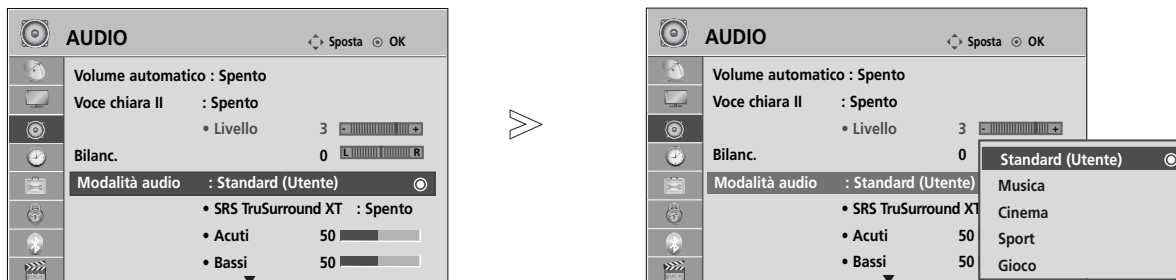 AUDIO
Sposta OK
Volume automatico : Spento
Voce chiara II : Spento
• Livello 3 - +
Bilanc. 0 L R
Modalità audio : Standard (Utente)
• SRS TruSurround XT : Spento
• Acuti 50
• Bassi 50
>
AUDIO
Sposta OK
Volume automatico : Spento
Voce chiara II : Spento
• Livello 3 - +
Bilanc. 0
Modalità audio : Standard (Utente)
• SRS TruSurround XT
• Acuti 50
• Bassi 50
Standard (Utente)
Musica
Cinema
Sport
Gioco